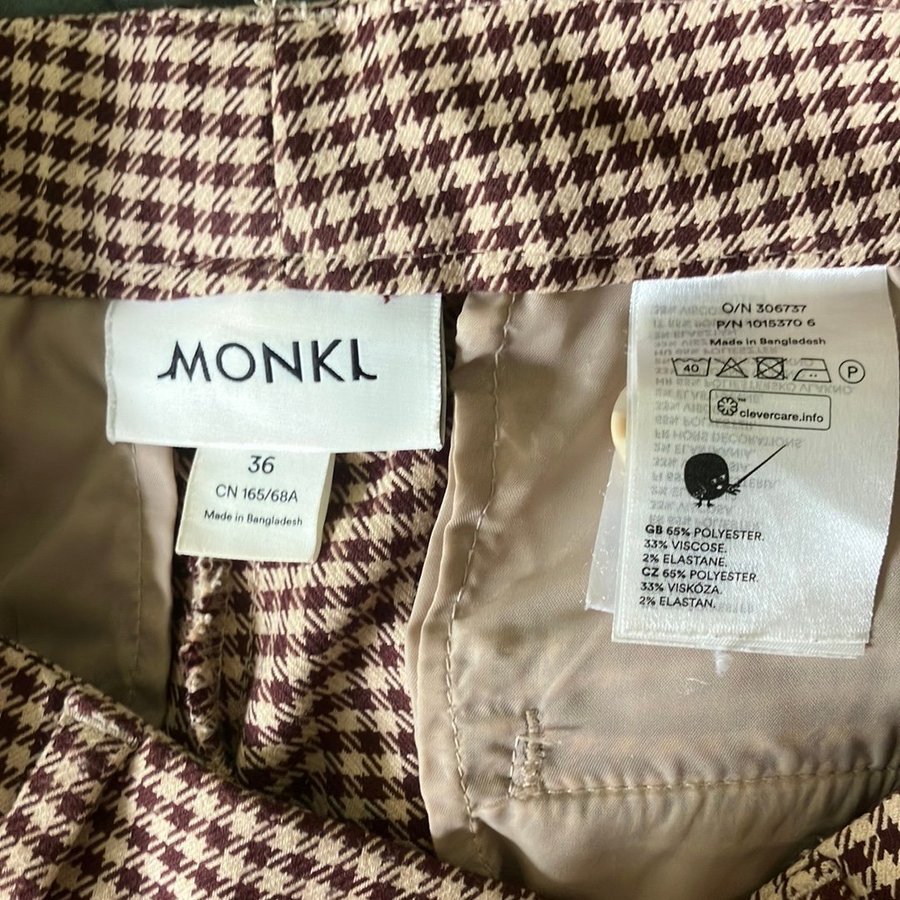 MONKI
36
CN 165/68A
Made in Bangladesh
O/N 306737
P/N 1015370 6
Made in Bangladesh
40
P
clevercare.info
GB 65% POLYESTER.
33% VISCOSE.
2% ELASTANE.
CZ 65% POLYESTER.
33% VISKÓZA.
2% ELASTAN.